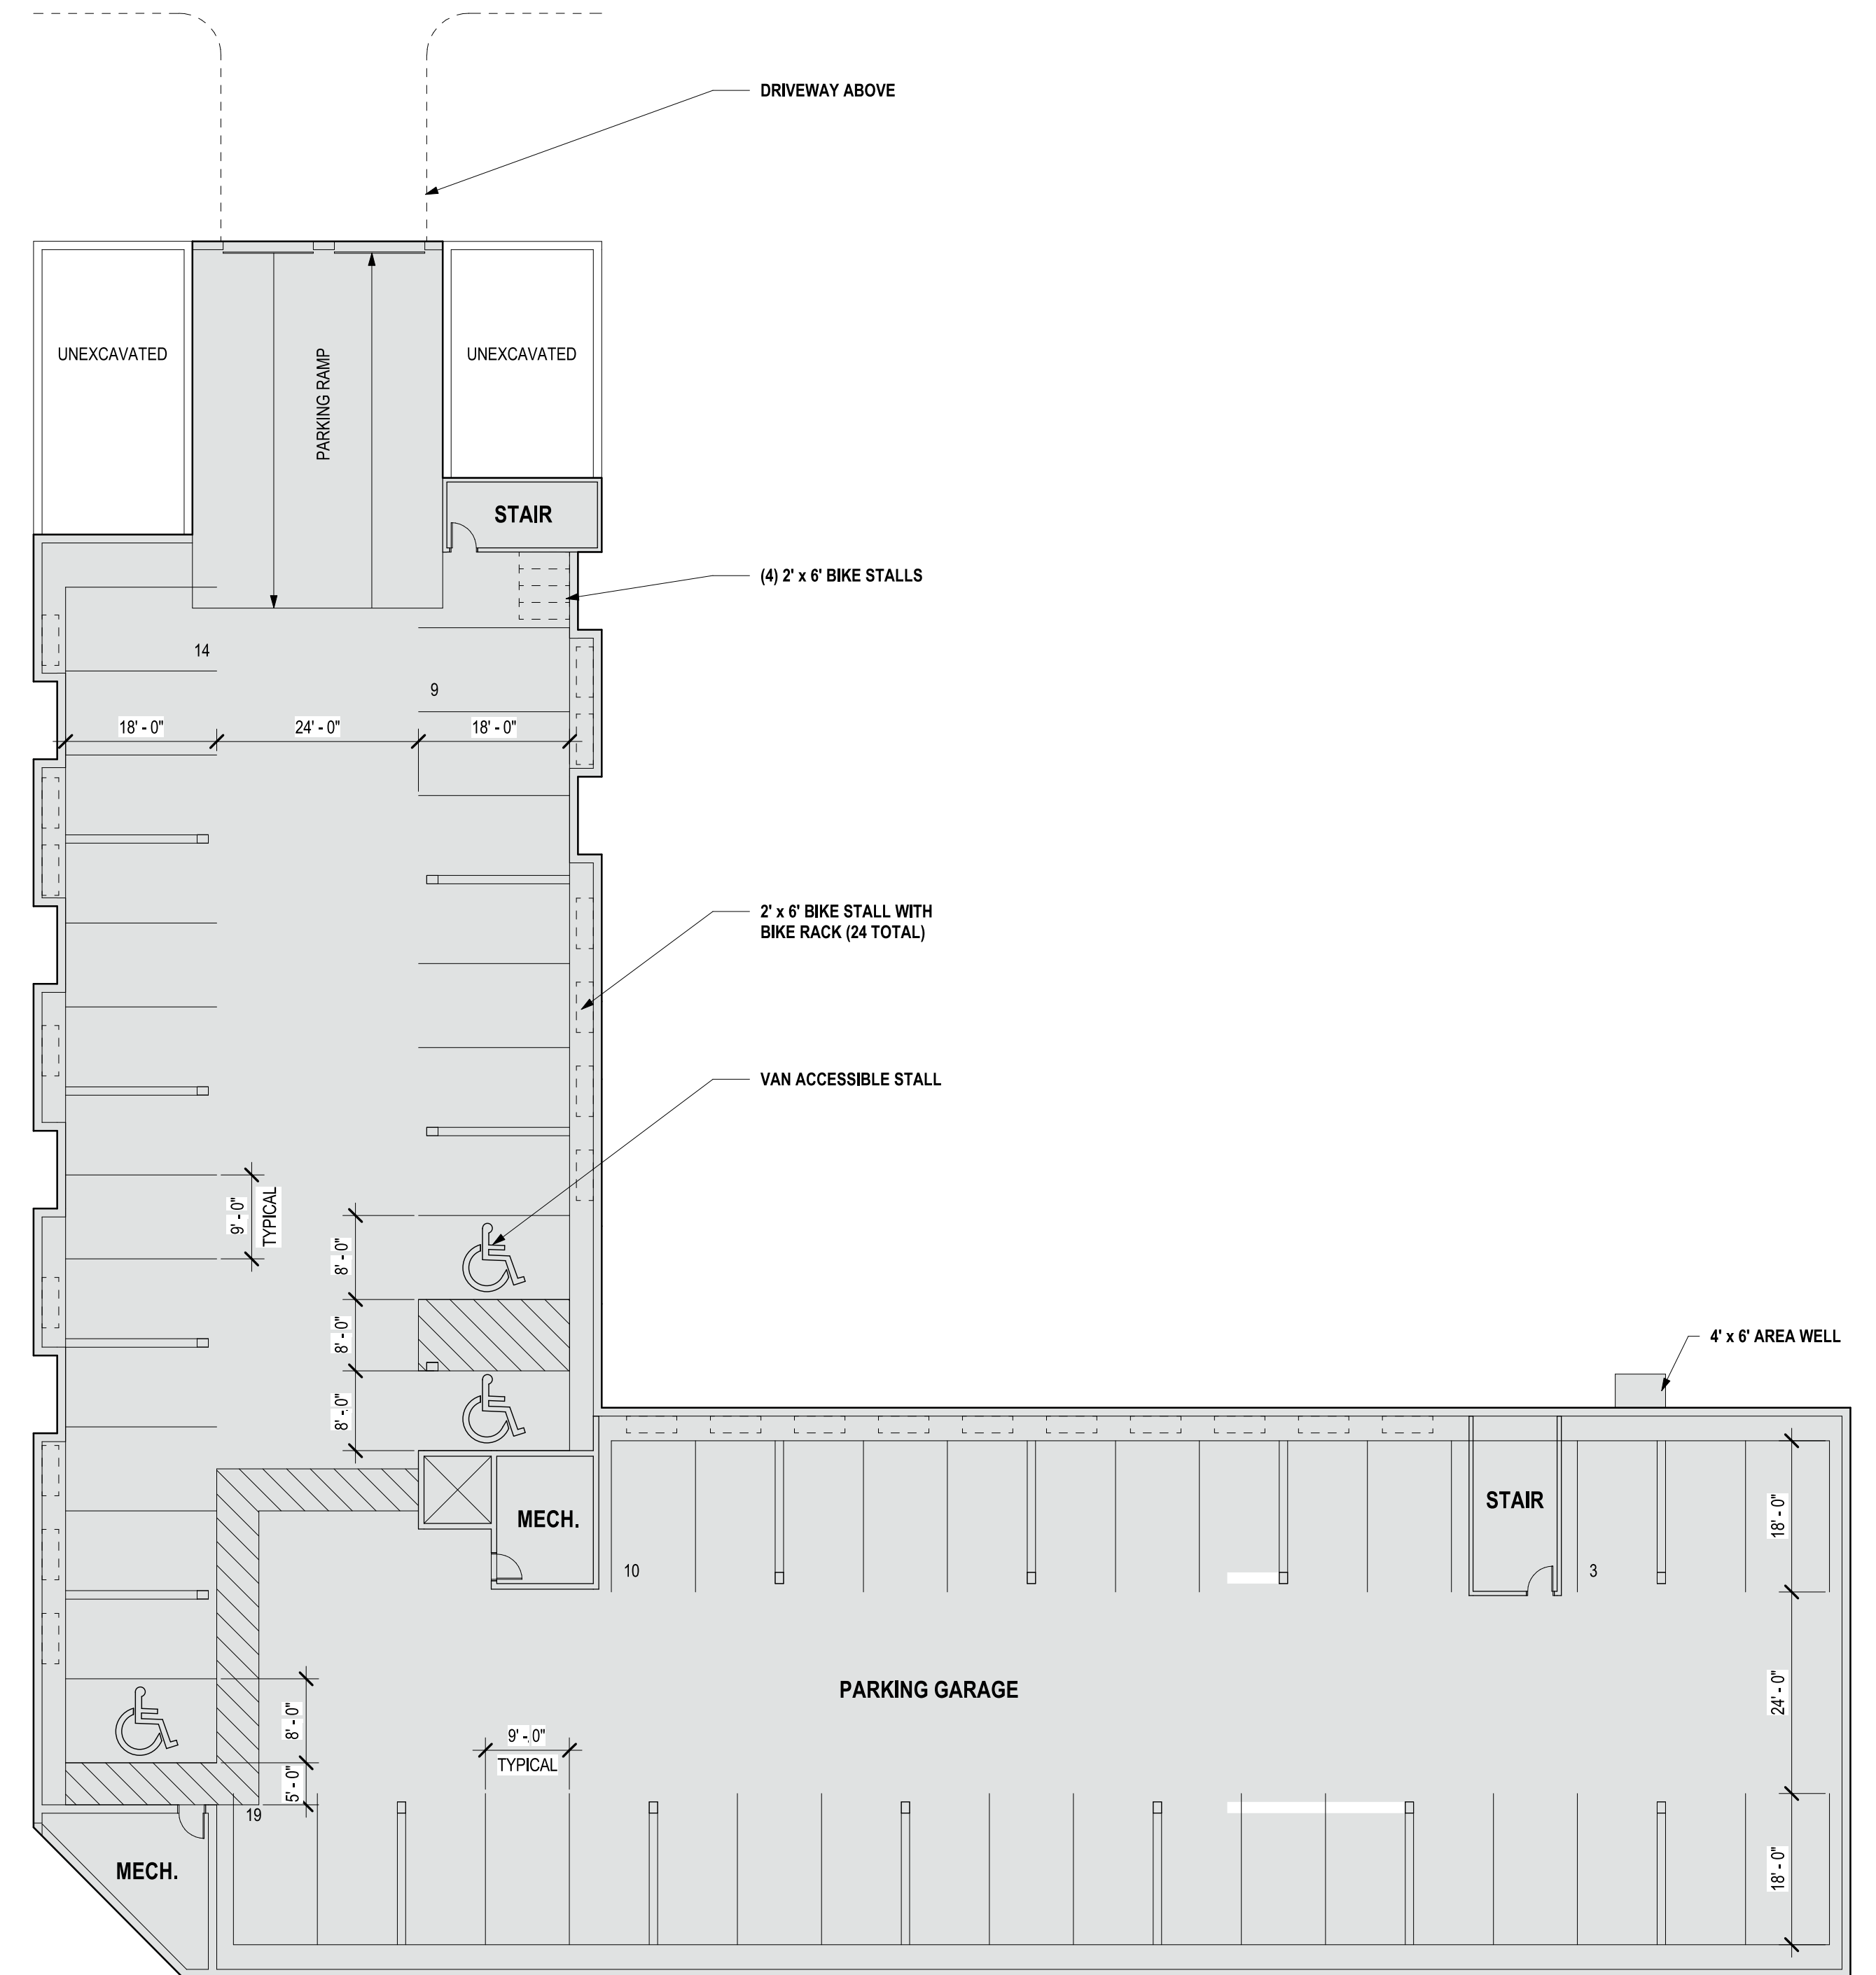 DRIVEWAY ABOVE
UNEXCAVATED
PARKING RAMP
UNEXCAVATED
STAIR
(4) 2' x 6' BIKE STALLS
14
9
18' - 0"
24' - 0"
18' - 0"
2' x 6' BIKE STALL WITH
BIKE RACK (24 TOTAL)
VAN ACCESSIBLE STALL
9' - 0"
TYPICAL
8' - 0"
8' - 0"
8' - 0"
4' x 6' AREA WELL
MECH.
STAIR
18' - 0"
10
3
PARKING GARAGE
24' - 0"
8' - 0"
9' - 0"
TYPICAL
5' - 0"
19
MECH.
18' - 0"